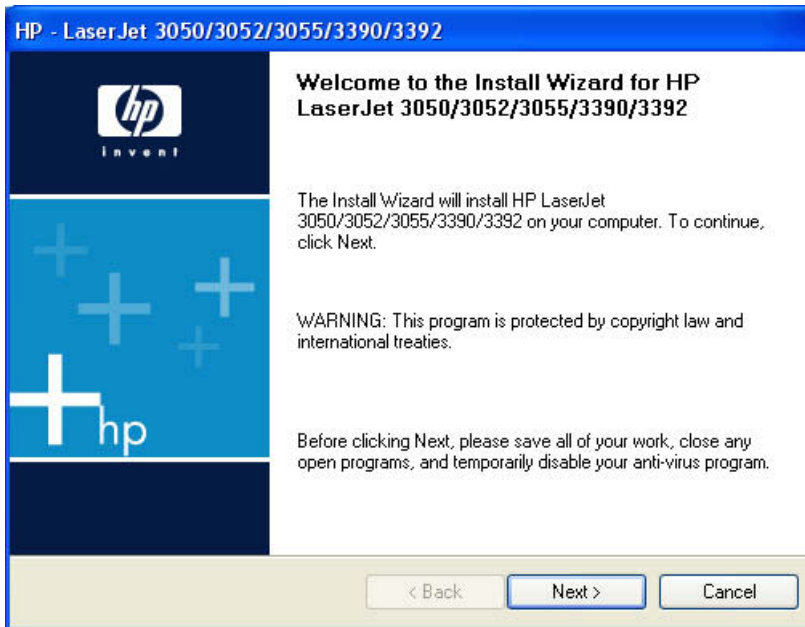 HP - LaserJet 3050/3052/3055/3390/3392
hp
invent
Welcome to the Install Wizard for HP
LaserJet 3050/3052/3055/3390/3392
The Install Wizard will install HP LaserJet
3050/3052/3055/3390/3392 on your computer. To continue,
click Next.
WARNING: This program is protected by copyright law and
international treaties.
hp
Before clicking Next, please save all of your work, close any
open programs, and temporarily disable your anti-virus program.
< Back
Next >
Cancel